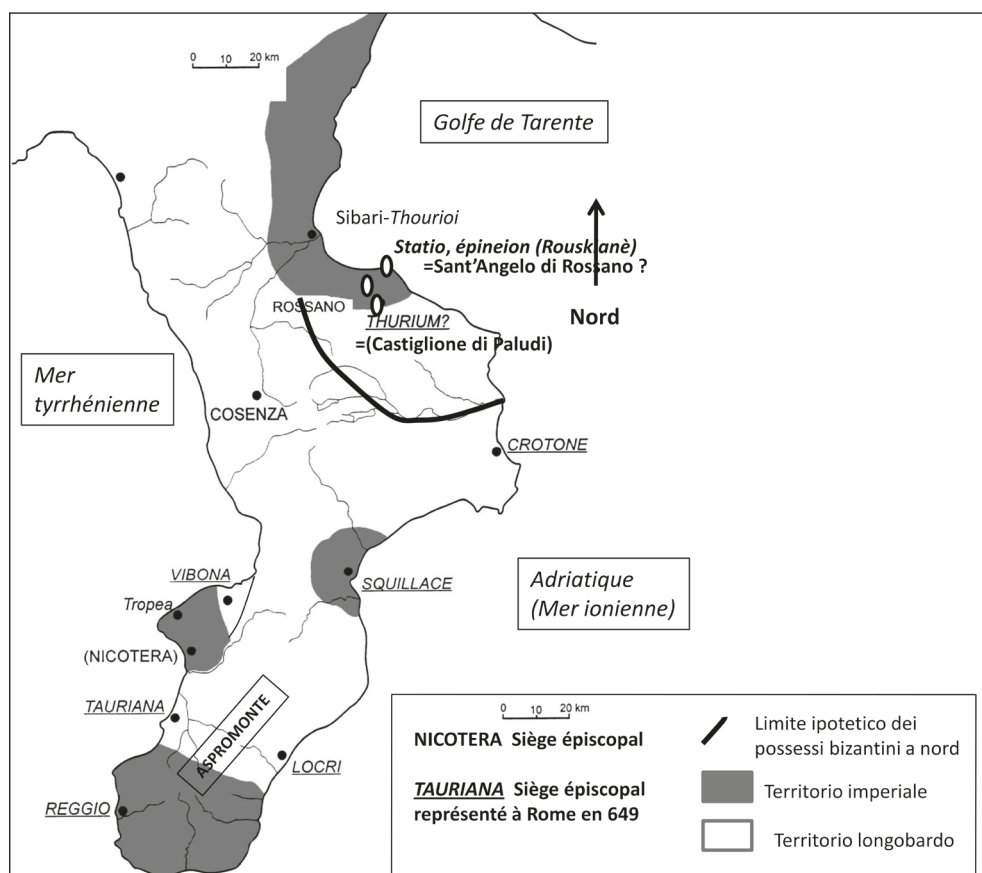 0 10 20 km
Golfe de Tarente
Sibari-Thourioi
Statio, épineion (Rouskianè)
=Sant'Angelo di Rossano ?
ROSSANO
THURIUM?
=(Castiglione di Paludi)
Nord
Mer
tyrrhénienne
COSENZA
CROTONE
VIBONA
Tropea
(NICOTERA)
SQUILLACE
Adriatique
(Mer ionienne)
TAURIANA
ASPROMONTE
LOCRI
REGGIO
0 10 20 km
NICOTERA Siège épiscopal
TAURIANA Siège épiscopal
représenté à Rome en 649
Limite ipotetico dei
possessi bizantini a nord
Territorio imperiale
Territorio longobardo